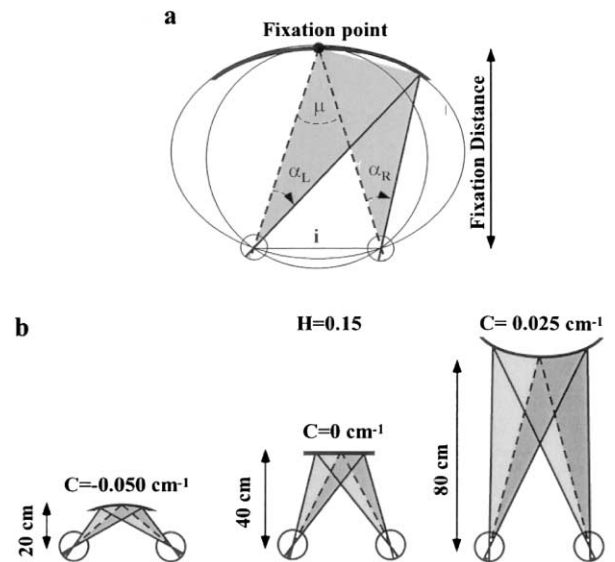 a
Fixation point
μ
αL
αR
i
Fixation Distance
b
H=0.15
C= 0.025 cm-1
C=0 cm-1
C=-0.050 cm-1
80 cm
40 cm
20 cm